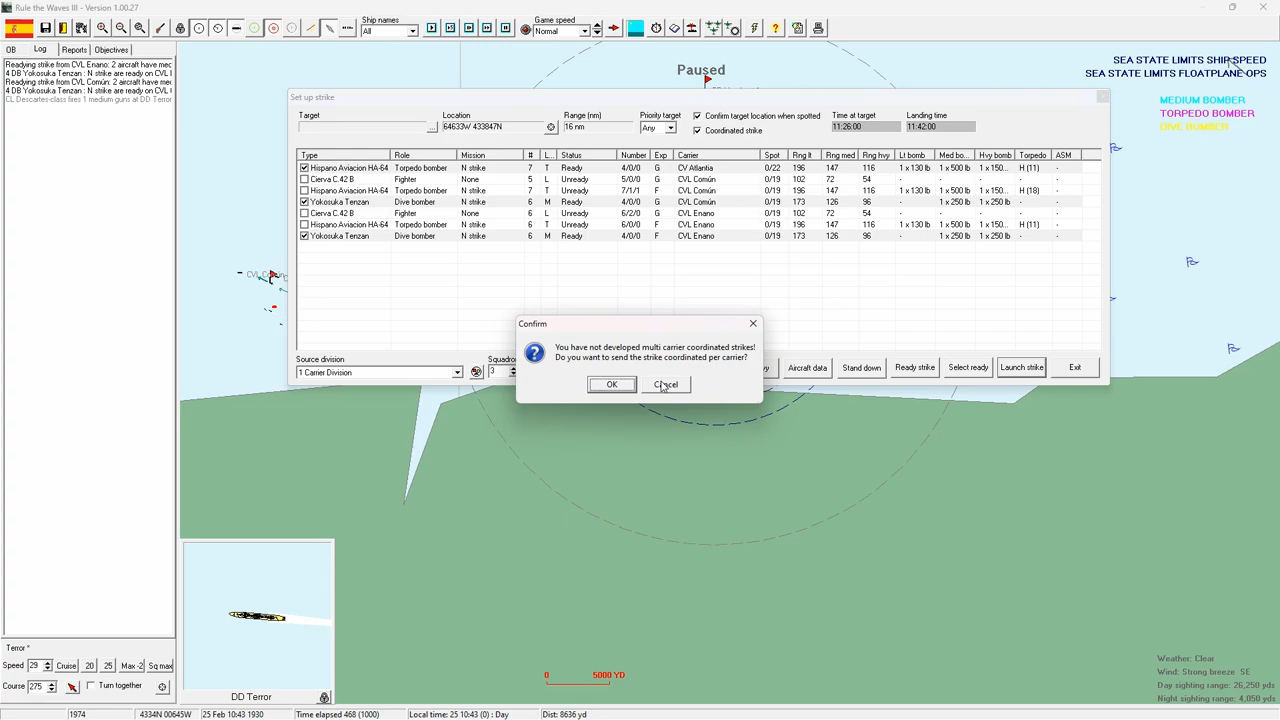 Rule the Waves III - Version 1.00.27
Ship names
All
Game speed
Normal
OB Log Reports Objectives
Readying strike from CVL Enano: 2 aircraft have mec
4 DB Yokosuka Tenzan : N strike are ready on CVL I
Readying strike from CVL Común: 2 aircraft have mec
4 DB Yokosuka Tenzan : N strike are ready on CVL I
CL Descartes-class fires 1 medium guns at DD Terror
Paused
SEA STATE LIMITS SHIP SPEED
SEA STATE LIMITS FLOATPLANE OPS
MEDIUM BOMBER
TORPEDO BOMBER
DIVE BOMBER
Set up strike
Target Location Range (nm) Priority target Confirm target location when spotted Time at target Landing time
... 64633W/ 433847N 16 nm Any Coordinated strike 11:26:00 11:42:00
Type Role Mission # L... Status Number Exp Carrier Spot Rng lt Rng med Rng hvy Lt bomb Med bo... Hvy bomb Torpedo ASM
Hispano Aviacion HA-64 Torpedo bomber N strike 7 T Ready 4/0/0 G CV Atlantia 0/22 196 147 116 1 x 130 lb 1 x 500 lb 1 x 150... H (11) -
Cierva C.42 B Fighter None 5 L Unready 5/0/0 G CVL Común 0/19 102 72 54 - - - - -
Hispano Aviacion HA-64 Torpedo bomber N strike 7 T Unready 7/1/1 F CVL Común 0/19 196 147 116 1 x 130 lb 1 x 500 lb 1 x 150... H (18) -
Yokosuka Tenzan Dive bomber N strike 6 M Ready 4/0/0 G CVL Común 0/19 173 126 96 - 1 x 250 lb 1 x 250 lb - -
Cierva C.42 B Fighter None 6 L Unready 6/2/0 G CVL Enano 0/19 102 72 54 - - - - -
Hispano Aviacion HA-64 Torpedo bomber N strike 6 T Unready 6/0/0 F CVL Enano 0/19 196 147 116 1 x 130 lb 1 x 500 lb 1 x 150... H (11) -
Yokosuka Tenzan Dive bomber N strike 6 M Ready 4/0/0 F CVL Enano 0/19 173 126 96 - 1 x 250 lb 1 x 250 lb - -
Confirm
You have not developed multi carrier coordinated strikes!
Do you want to send the strike coordinated per carrier?
OK Cancel
Source division Squadro
1 Carrier Division 3 vy Aircraft data Stand down Ready strike Select ready Launch strike Exit
DD Terror
Terror *
Speed 29 Cruise 20 25 Max -2 Sq max
Course 275 Turn together
0 5000 YD
Weather: Clear
Wind: Strong breeze SE
Day sighting range: 26,250 yds
Night sighting range: 4,050 yds
1974 4334N 00645W 25 Feb 10:43 1930 Time elapsed 468 (1000) Local time: 25 10:43 (0) : Day Dist: 8636 yd